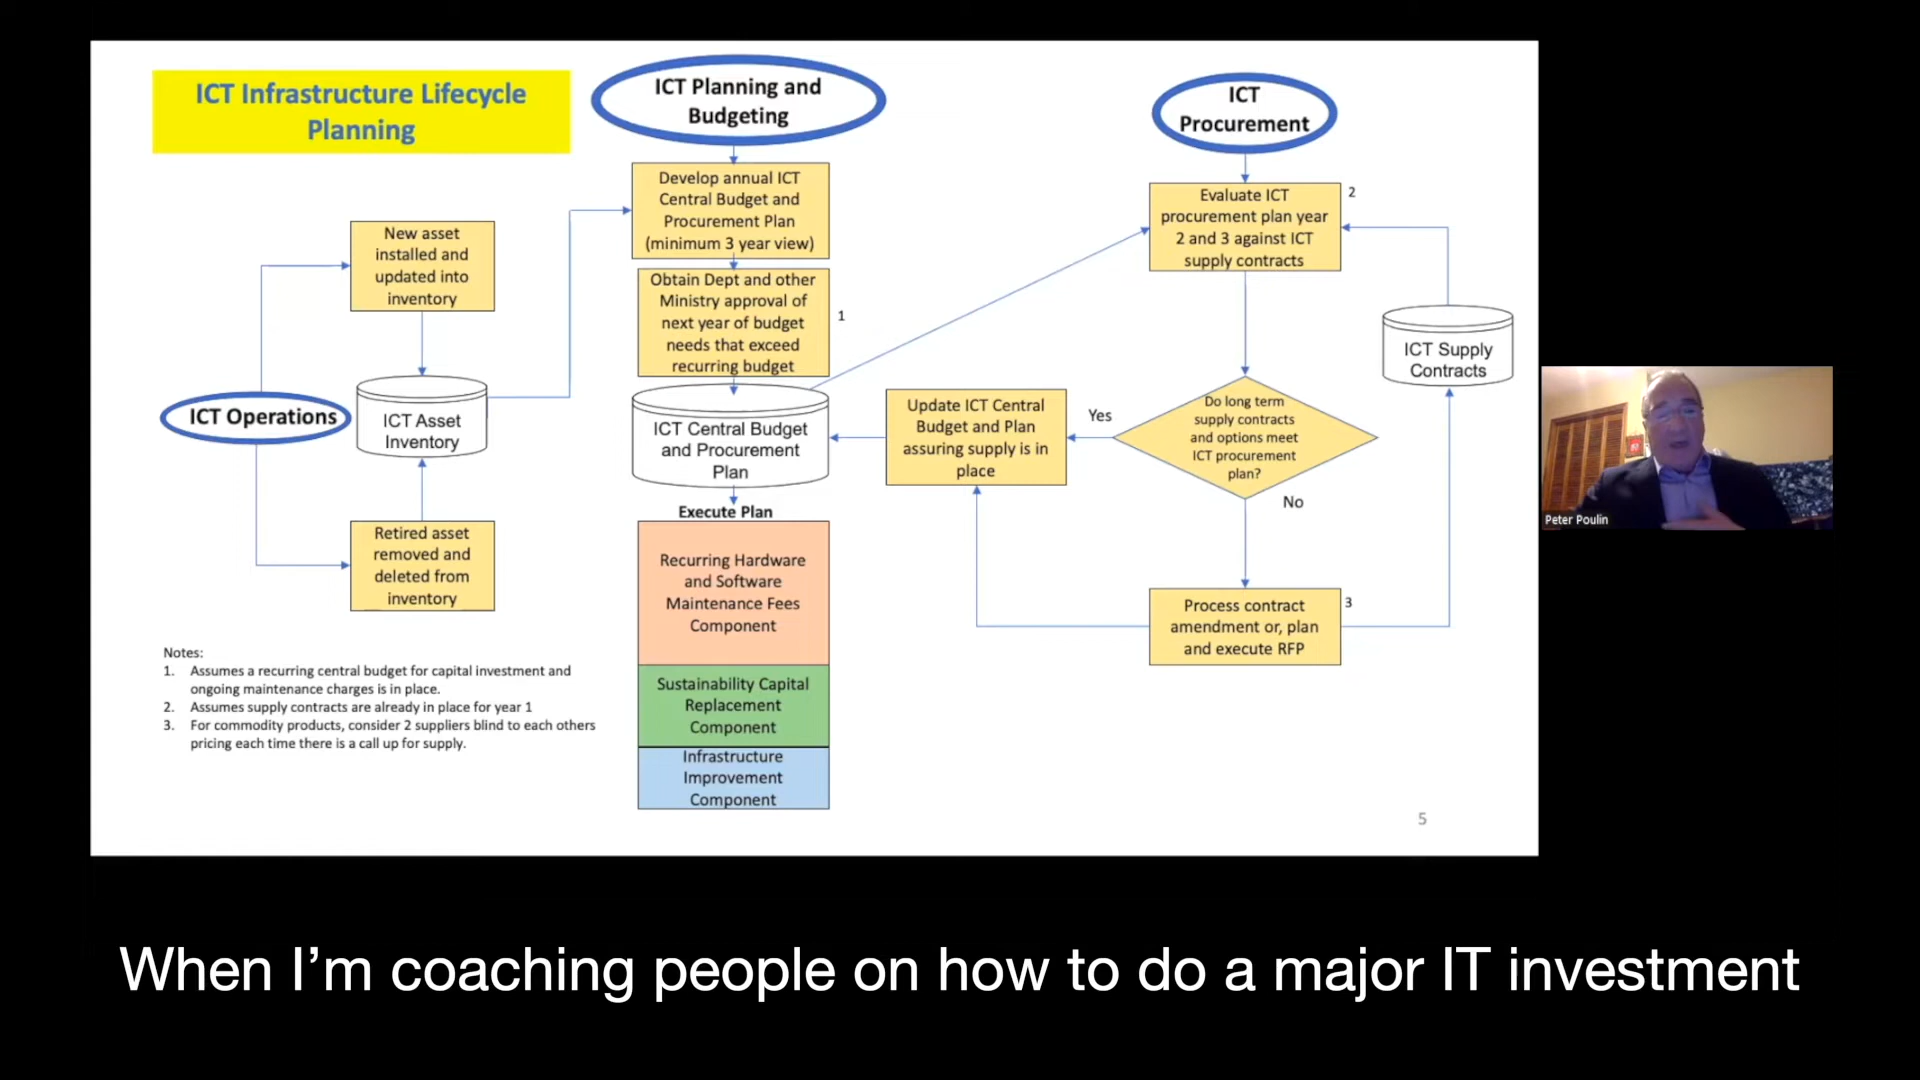 ICT Infrastructure Lifecycle
Planning
ICT Planning and
Budgeting
ICT
Procurement
Develop annual ICT
Central Budget and
Procurement Plan
(minimum 3 year view)
Evaluate ICT
procurement plan year
2 and 3 against ICT
supply contracts
2
New asset
installed and
updated into
inventory
Obtain Dept and other
Ministry approval of
next year of budget
needs that exceed
recurring budget
1
ICT Supply
Contracts
ICT Operations
ICT Asset
Inventory
ICT Central Budget
and Procurement
Plan
Update ICT Central
Budget and Plan
assuring supply is in
place
Yes
Do long term
supply contracts
and options meet
ICT procurement
plan?
No
Execute Plan
Retired asset
removed and
deleted from
inventory
Recurring Hardware
and Software
Maintenance Fees
Component
Process contract
amendment or, plan
and execute RFP
3
Sustainability Capital
Replacement
Component
Infrastructure
Improvement
Component
Notes:
1. Assumes a recurring central budget for capital investment and
ongoing maintenance charges is in place.
2. Assumes supply contracts are already in place for year 1
3. For commodity products, consider 2 suppliers blind to each others
pricing each time there is a call up for supply.
5
Peter Poulin
When I’m coaching people on how to do a major IT investment